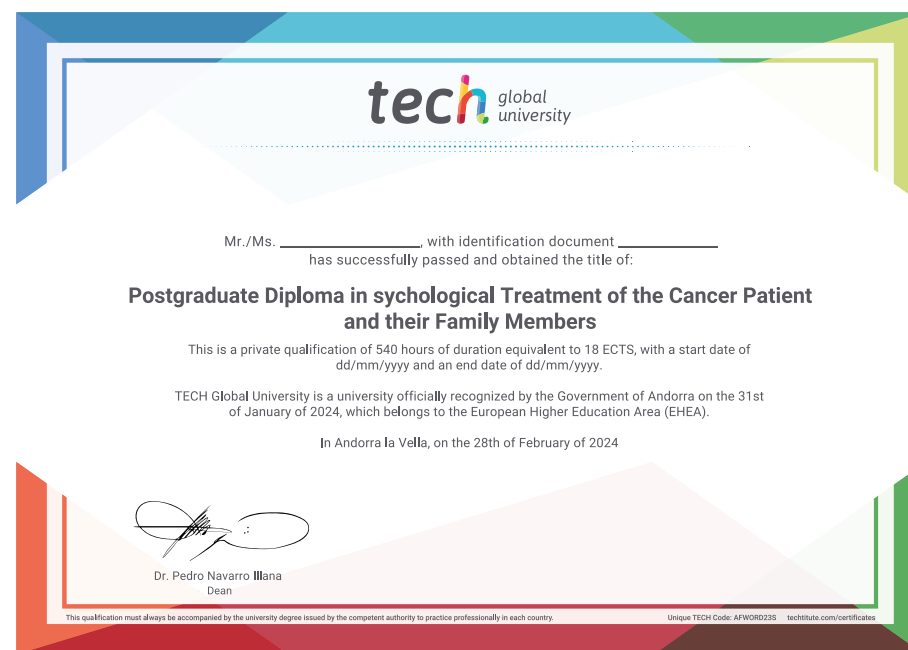 tech global university
Mr./Ms. ____________________, with identification document ______________
has successfully passed and obtained the title of:
Postgraduate Diploma in sychological Treatment of the Cancer Patient
and their Family Members
This is a private qualification of 540 hours of duration equivalent to 18 ECTS, with a start date of
dd/mm/yyyy and an end date of dd/mm/yyyy.
TECH Global University is a university officially recognized by the Government of Andorra on the 31st
of January of 2024, which belongs to the European Higher Education Area (EHEA).
In Andorra la Vella, on the 28th of February of 2024
Dr. Pedro Navarro Illana
Dean
This qualification must always be accompanied by the university degree issued by the competent authority to practice professionally in each country. Unique TECH Code: AFWORD23S techtitute.com/certificates